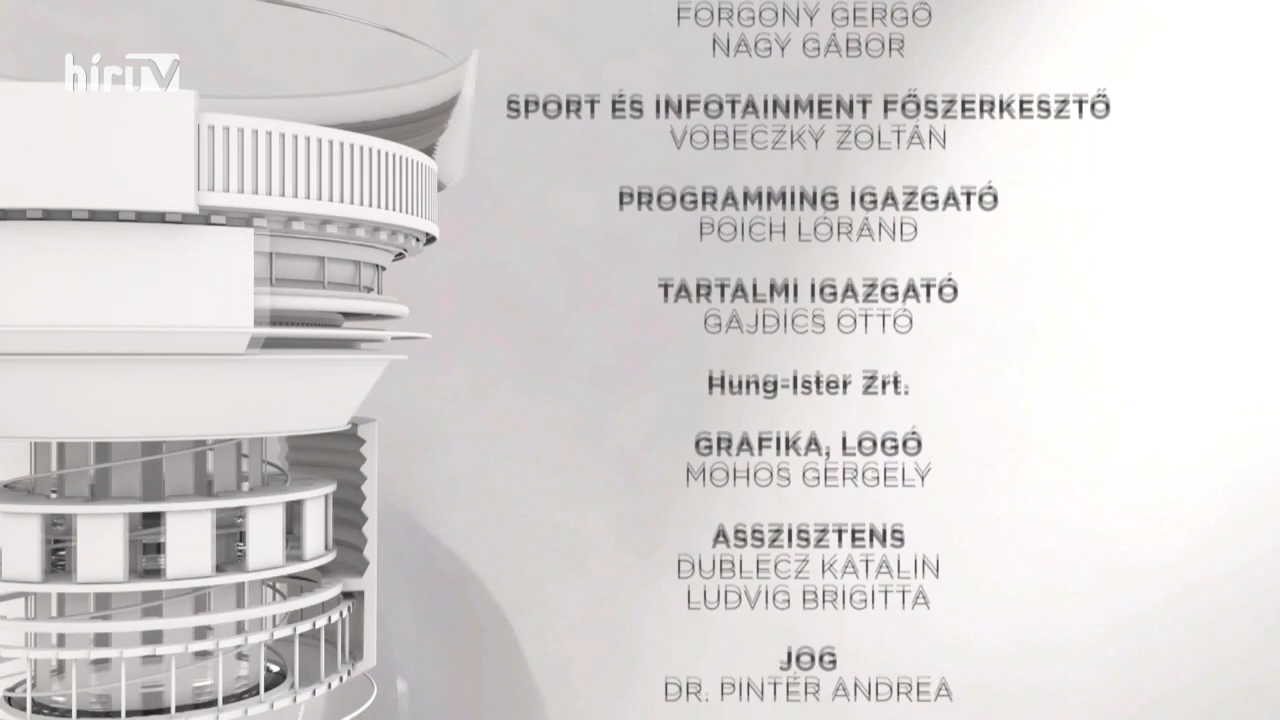 hírtv
FORGONY GERGŐ
NAGY GÁBOR
SPORT ÉS INFOTAINMENT FŐSZERKESZTŐ
VOBECZKY ZOLTÁN
PROGRAMMING IGAZGATÓ
POICH LÓRÁND
TARTALMI IGAZGATÓ
GAJDICS OTTÓ
Hung-Ister Zrt.
GRAFIKA, LOGÓ
MOHOS GERGELY
ASSZISZTENS
DUBLECZ KATALIN
LUDVIG BRIGITTA
JOG
DR. PINTÉR ANDREA